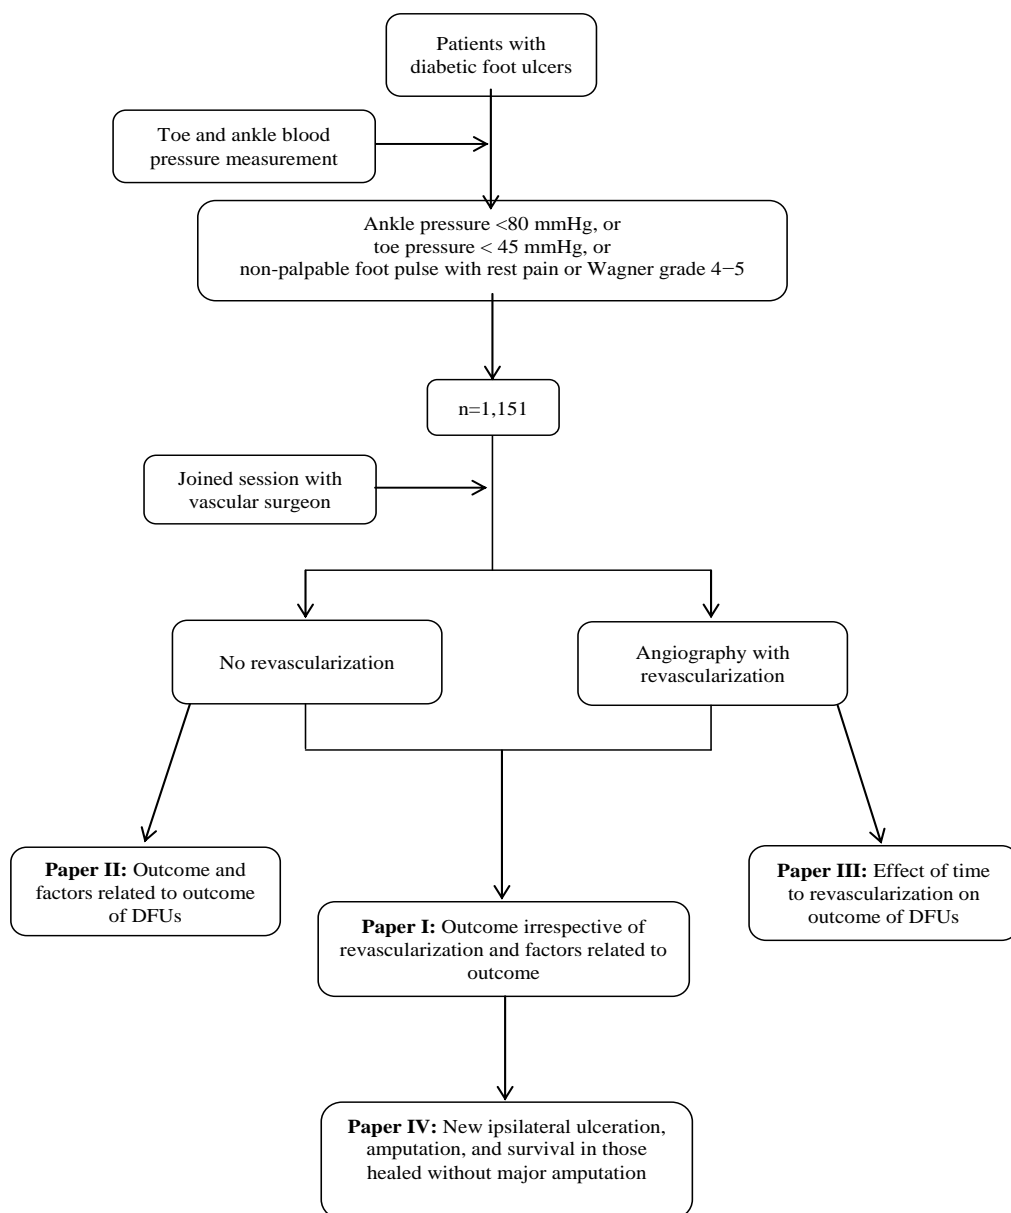 Patients with
diabetic foot ulcers
Toe and ankle blood
pressure measurement
Ankle pressure <80 mmHg, or
toe pressure < 45 mmHg, or
non-palpable foot pulse with rest pain or Wagner grade 4−5
n=1,151
Joined session with
vascular surgeon
No revascularization
Angiography with
revascularization
Paper II: Outcome and
factors related to outcome
of DFUs
Paper III: Effect of time
to revascularization on
outcome of DFU
Paper I: Outcome irrespective of
revascularization and factors related to
outcome
Paper IV: New ipsilateral ulceration,
amputation, and survival in those
healed without major amputation